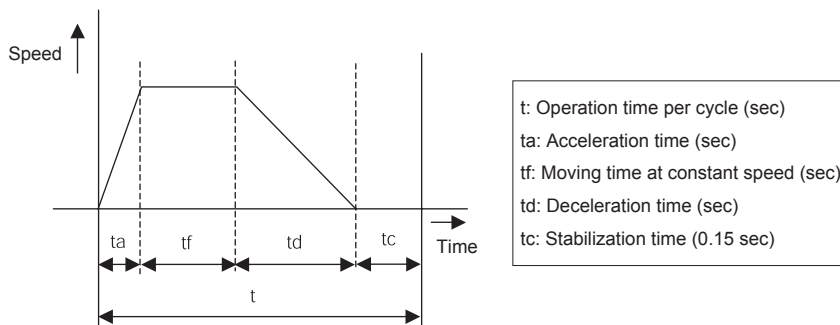 Speed
Time
ta
tf
td
tc
t
t: Operation time per cycle (sec)
ta: Acceleration time (sec)
tf: Moving time at constant speed (sec)
td: Deceleration time (sec)
tc: Stabilization time (0.15 sec)